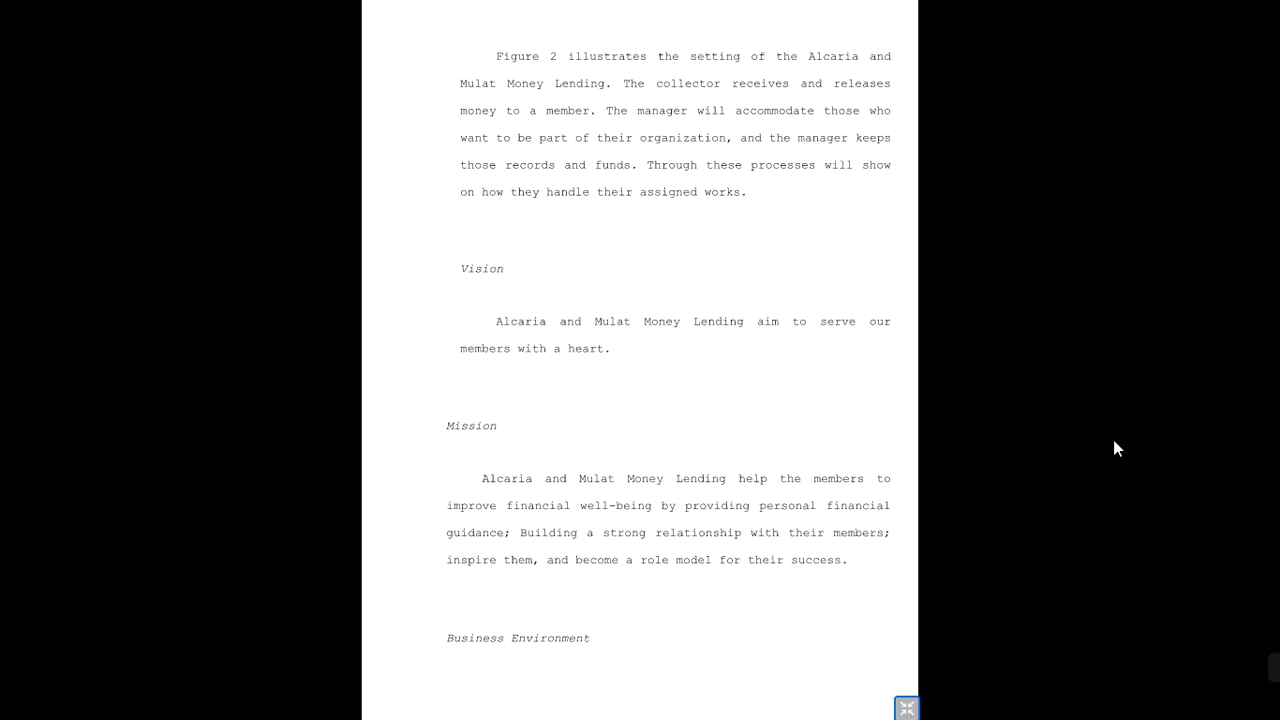 Figure 2 illustrates the setting of the Alcaria and
Mulat Money Lending. The collector receives and releases
money to a member. The manager will accommodate those who
want to be part of their organization, and the manager keeps
those records and funds. Through these processes will show
on how they handle their assigned works.
Vision
Alcaria and Mulat Money Lending aim to serve our
members with a heart.
Mission
Alcaria and Mulat Money Lending help the members to
improve financial well-being by providing personal financial
guidance; Building a strong relationship with their members;
inspire them, and become a role model for their success.
Business Environment